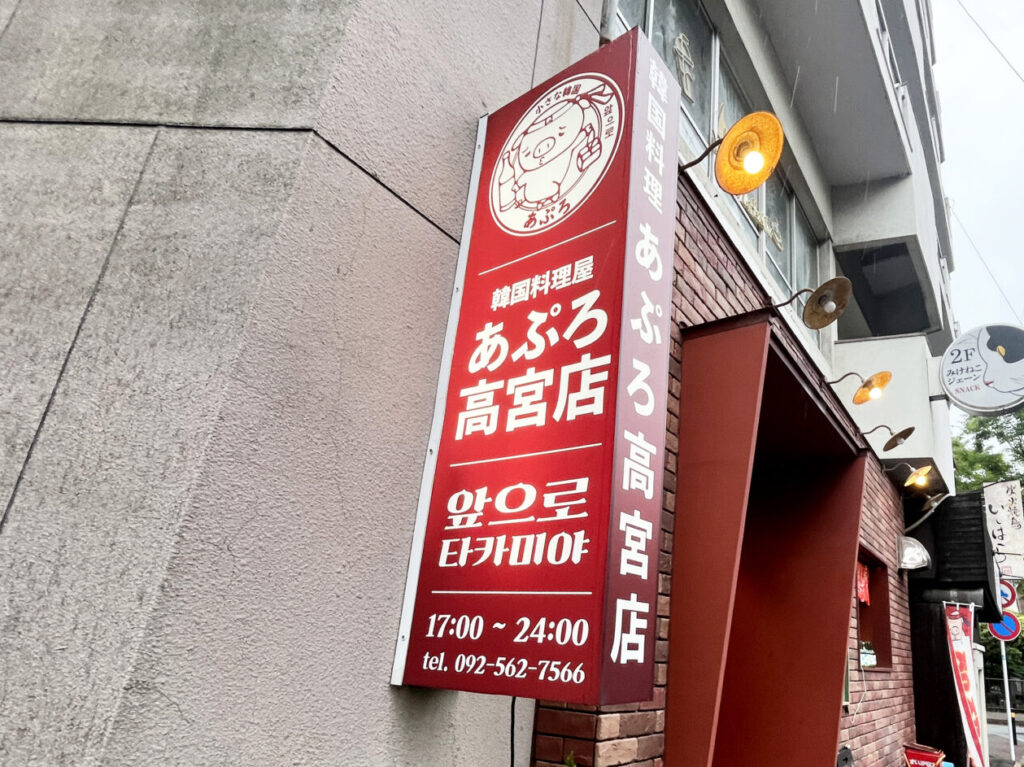 小さな韓国
앞으로
あぷろ
韓国料理屋
あぷろ
高宮店
앞으로
타카미야
17:00 ~ 24:00
tel. 092-562-7566
韓国料理 あぷろ高宮店
2F
みけねこ
ジェーン
SNACK